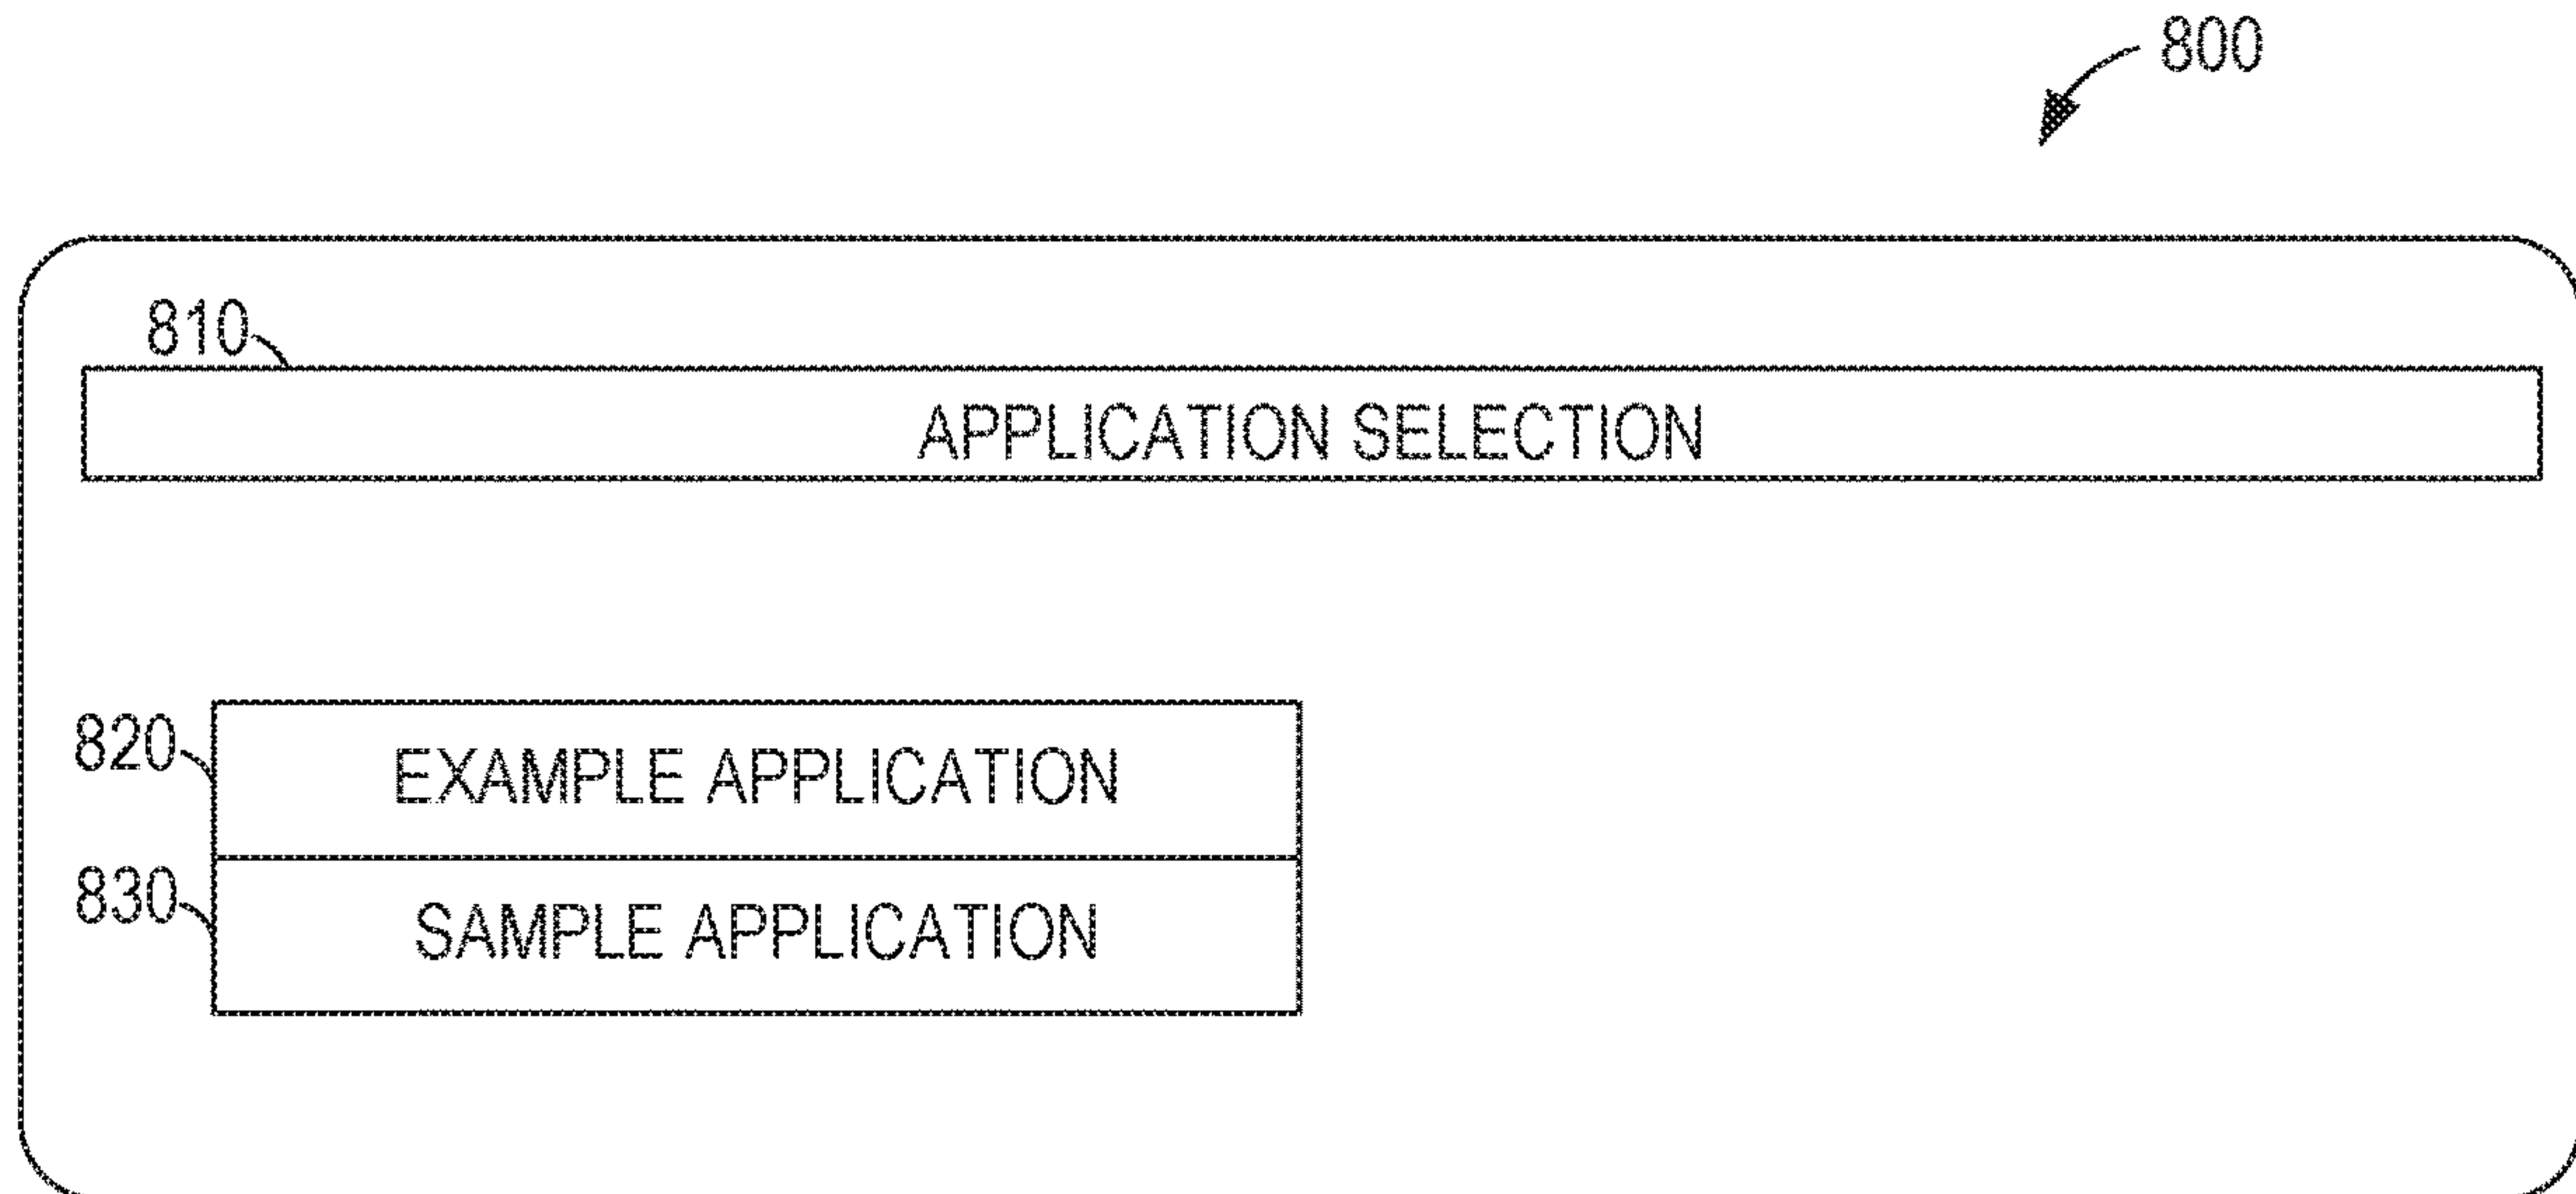 800
810
APPLICATION SELECTION
820
EXAMPLE APPLICATION
830
SAMPLE APPLICATION